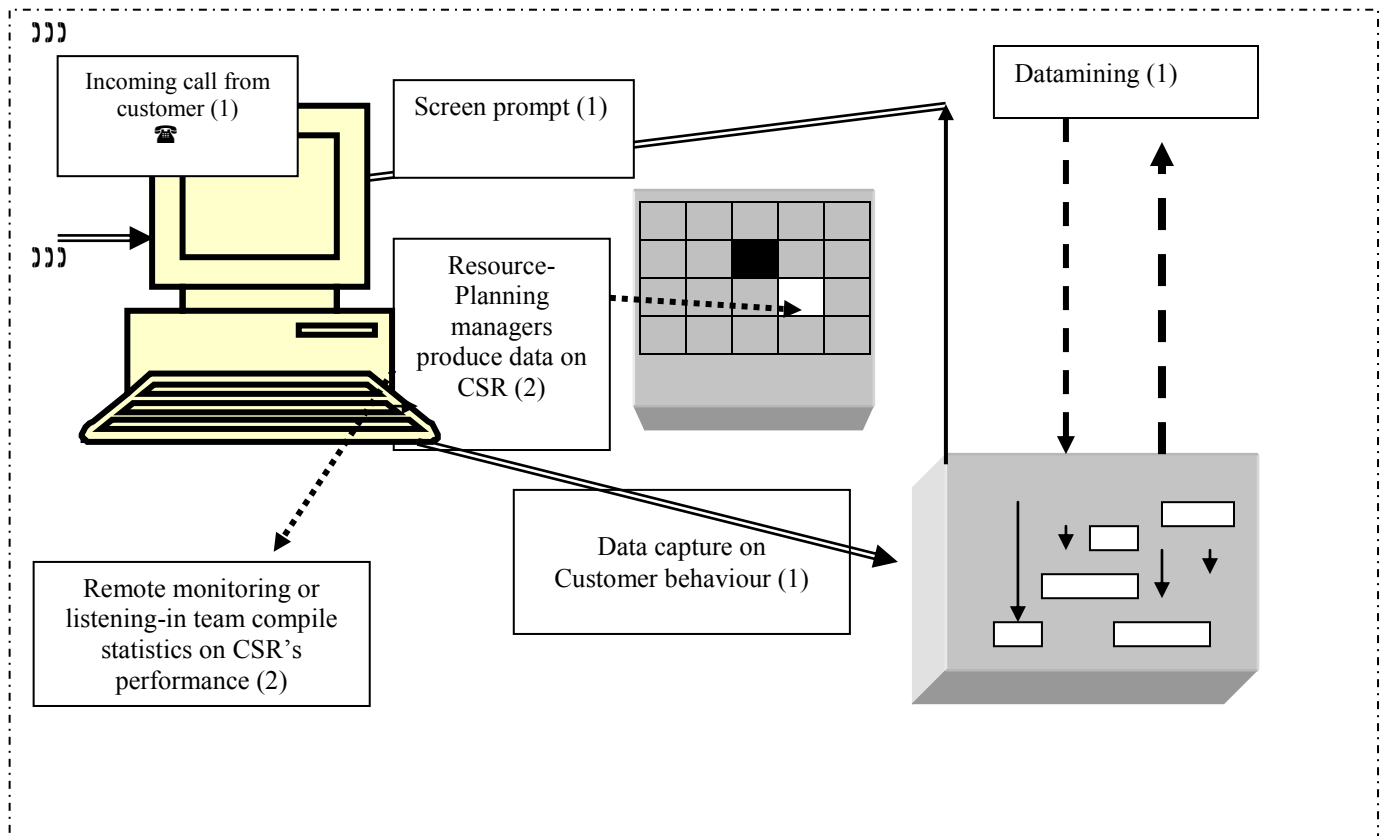 Incoming call from
customer (1)
☎
Screen prompt (1)
Datamining (1)
Resource-
Planning
managers
produce data on
CSR (2)
Data capture on
Customer behaviour (1)
Remote monitoring or
listening-in team compile
statistics on CSR’s
performance (2)